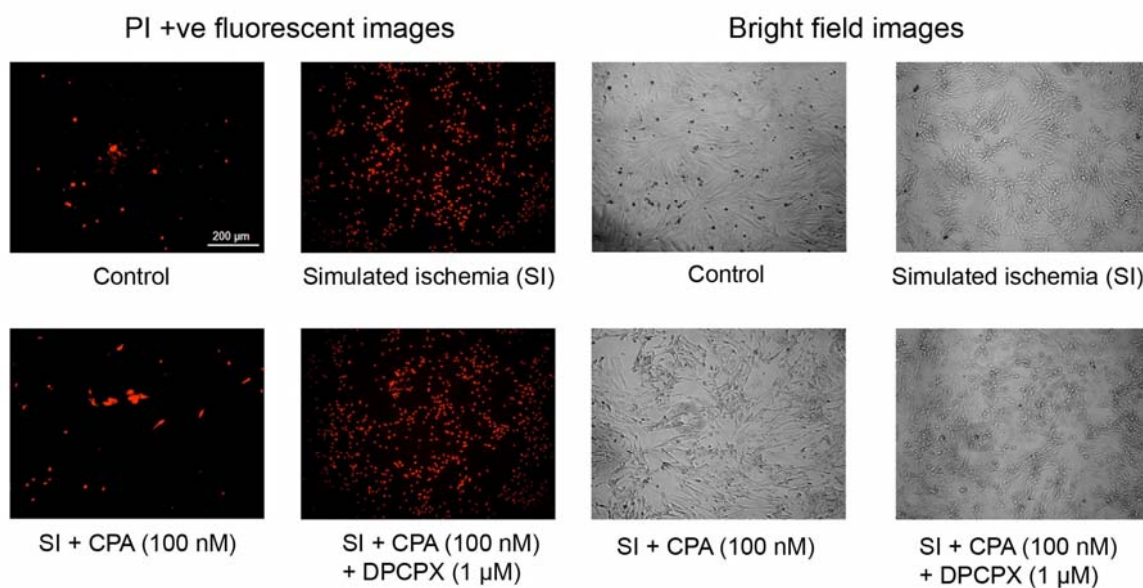 PI +ve fluorescent images
Bright field images
200 µm
Control
Simulated ischemia (SI)
Control
Simulated ischemia (SI)
SI + CPA (100 nM)
SI + CPA (100 nM)
+ DPCPX (1 µM)
SI + CPA (100 nM)
SI + CPA (100 nM)
+ DPCPX (1 µM)